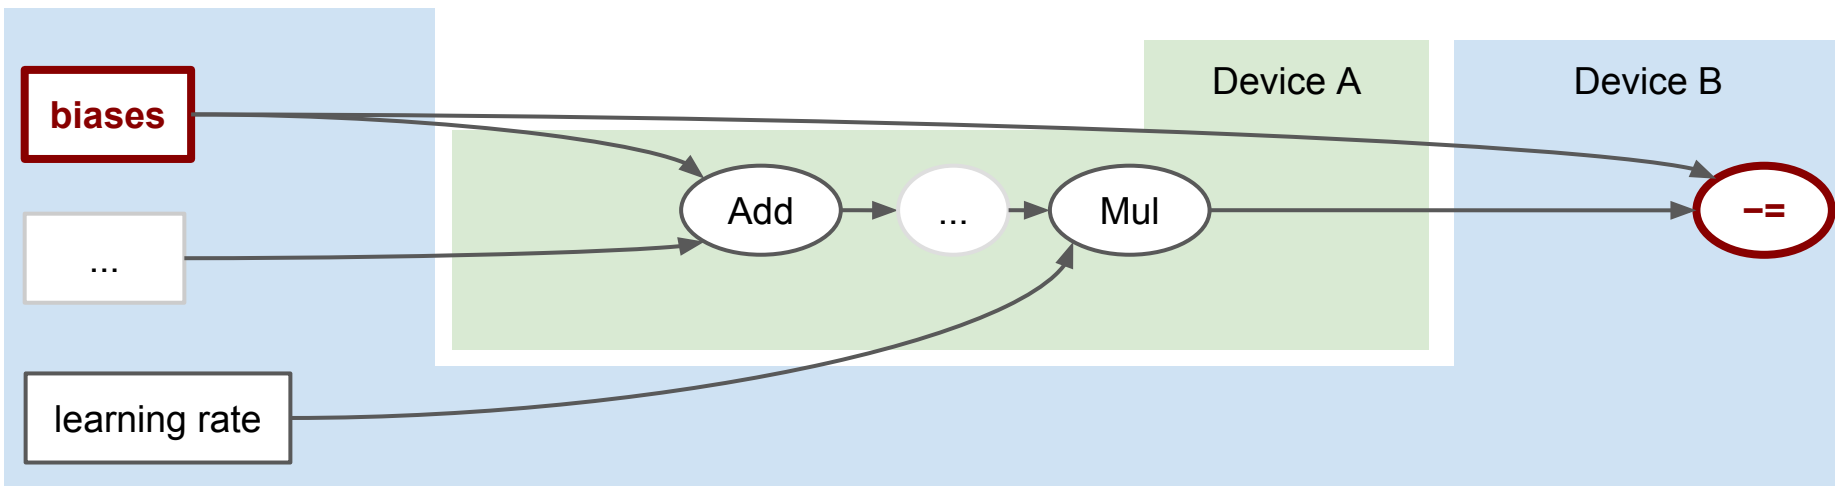 Device A
Device B
biases
Add
...
Mul
−=
...
learning rate